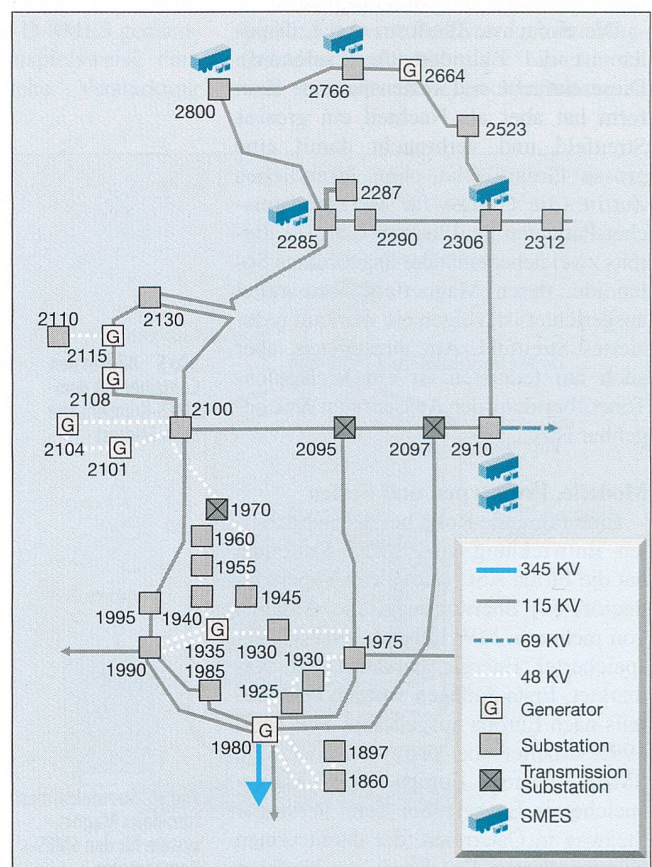 2800
2766
G
2664
2523
2287
2285
2290
2306
2312
2130
2110
2115
G
2108
G
2100
G
2104
G
2101
2095
2097
2910
1970
1960
1955
1995
1940
1945
1990
G
1935
1930
1975
1985
1930
1925
G
1980
1897
1860
345 KV
115 KV
69 KV
48 KV
G
Generator
Substation
Transmission
Substation
SMES